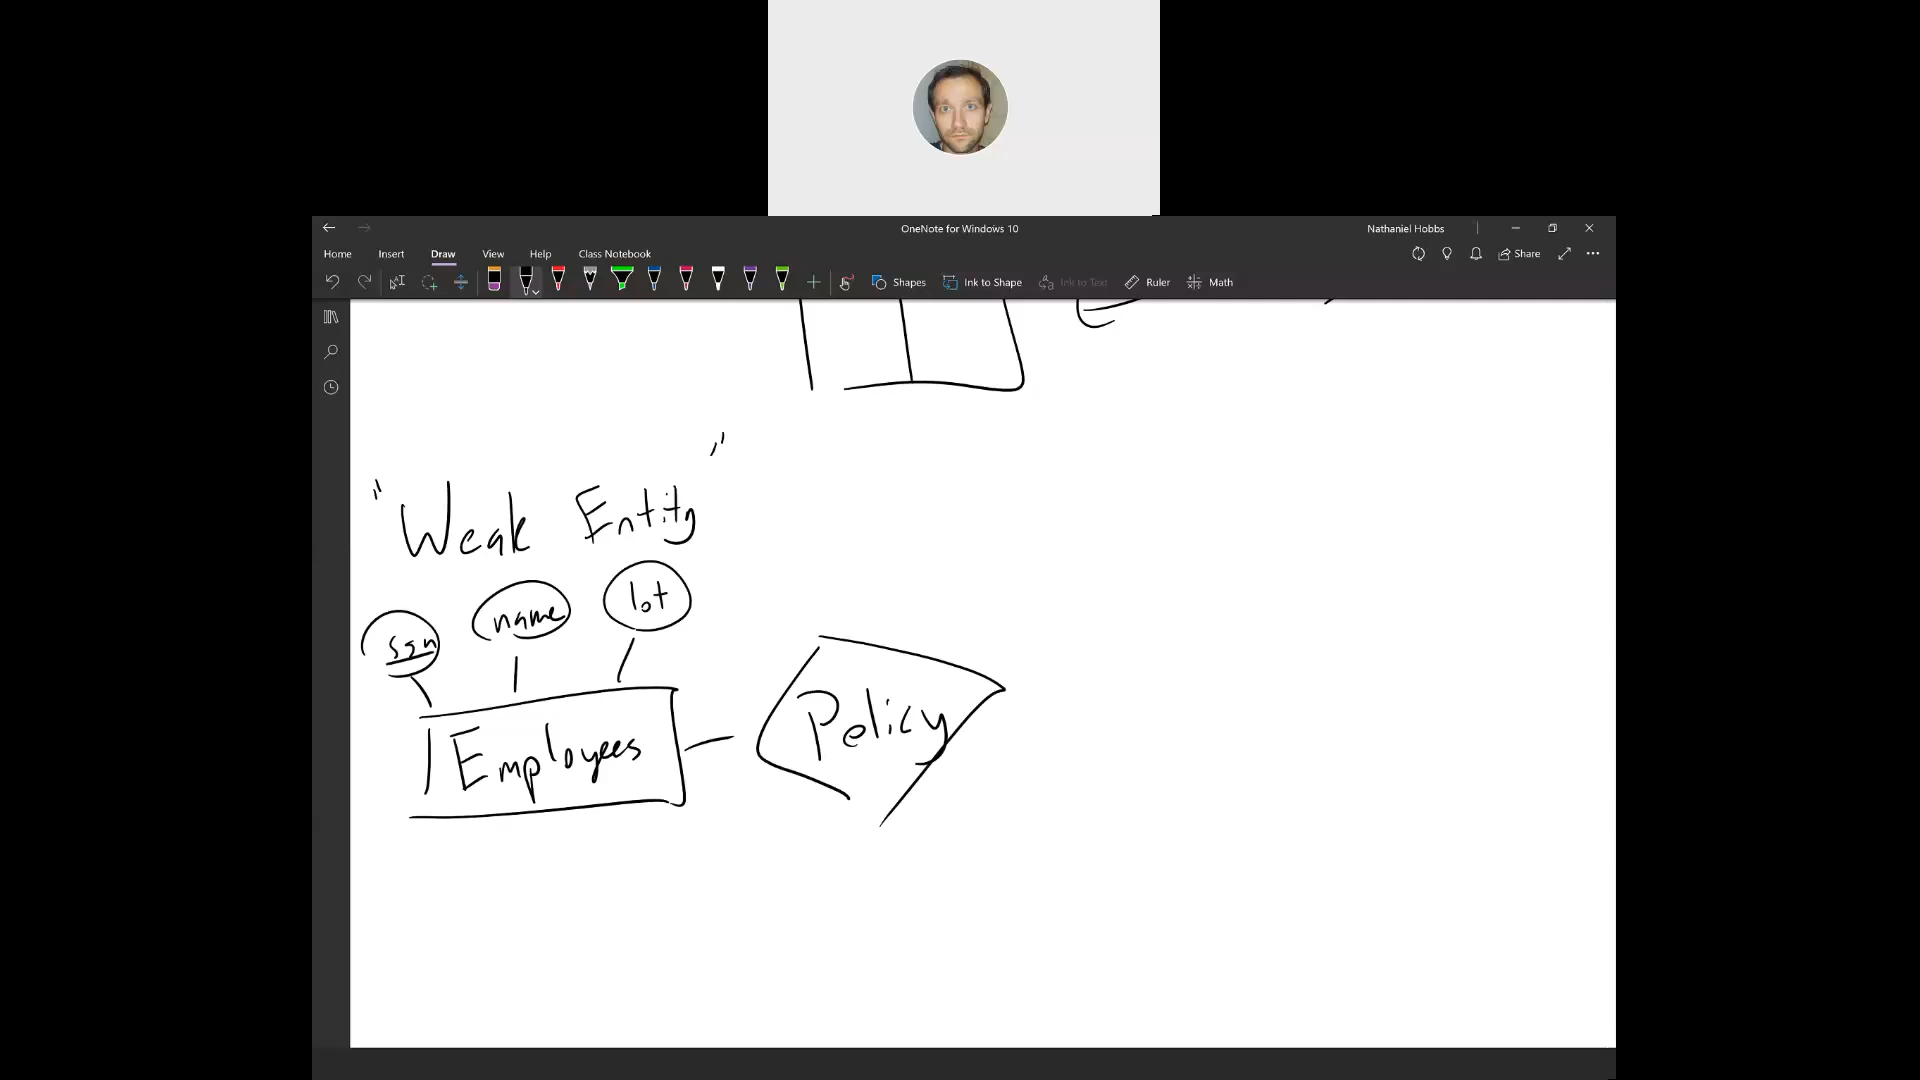 OneNote for Windows 10
Nathaniel Hobbs
Home Insert Draw View Help Class Notebook
Share
Shapes Ink to Shape Ink to Text Ruler Math
"Weak Entity"
ssn name lot
Employees Policy